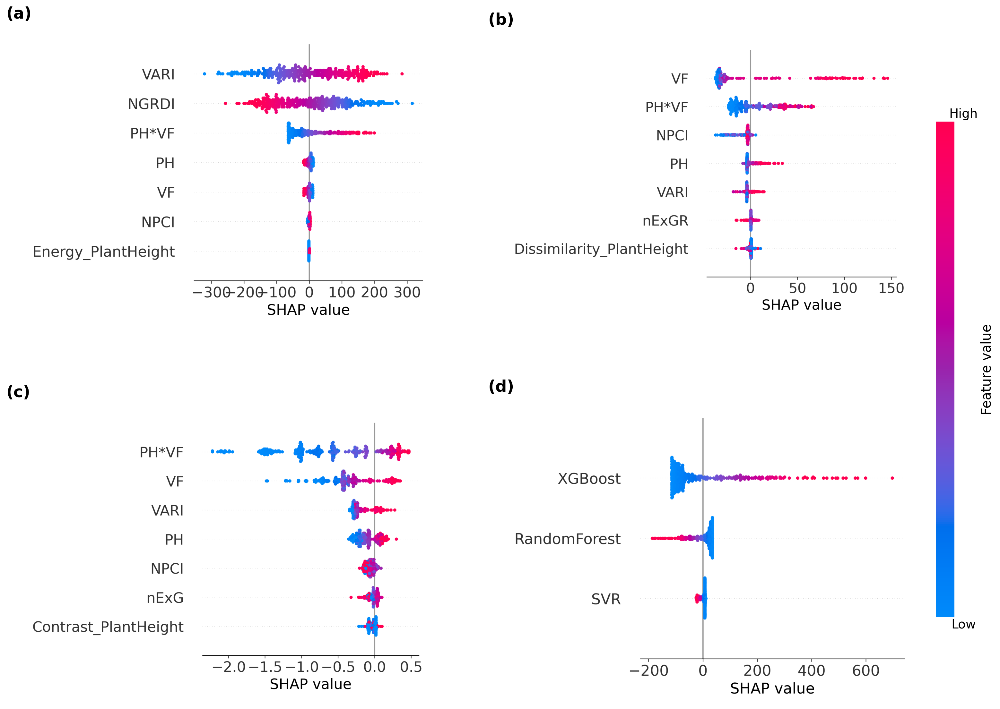 (a)
VARI
NGRDI
PH*VF
PH
VF
NPCI
Energy_PlantHeight
−300 −200 −100 0 100 200 300
SHAP value
(b)
VF
PH*VF
NPCI
PH
VARI
nExGR
Dissimilarity_PlantHeight
0 50 100 150
SHAP value
High
Feature value
Low
(c)
PH*VF
VF
VARI
PH
NPCI
nExG
Contrast_PlantHeight
−2.0 −1.5 −1.0 −0.5 0.0 0.5
SHAP value
(d)
XGBoost
RandomForest
SVR
−200 0 200 400 600
SHAP value